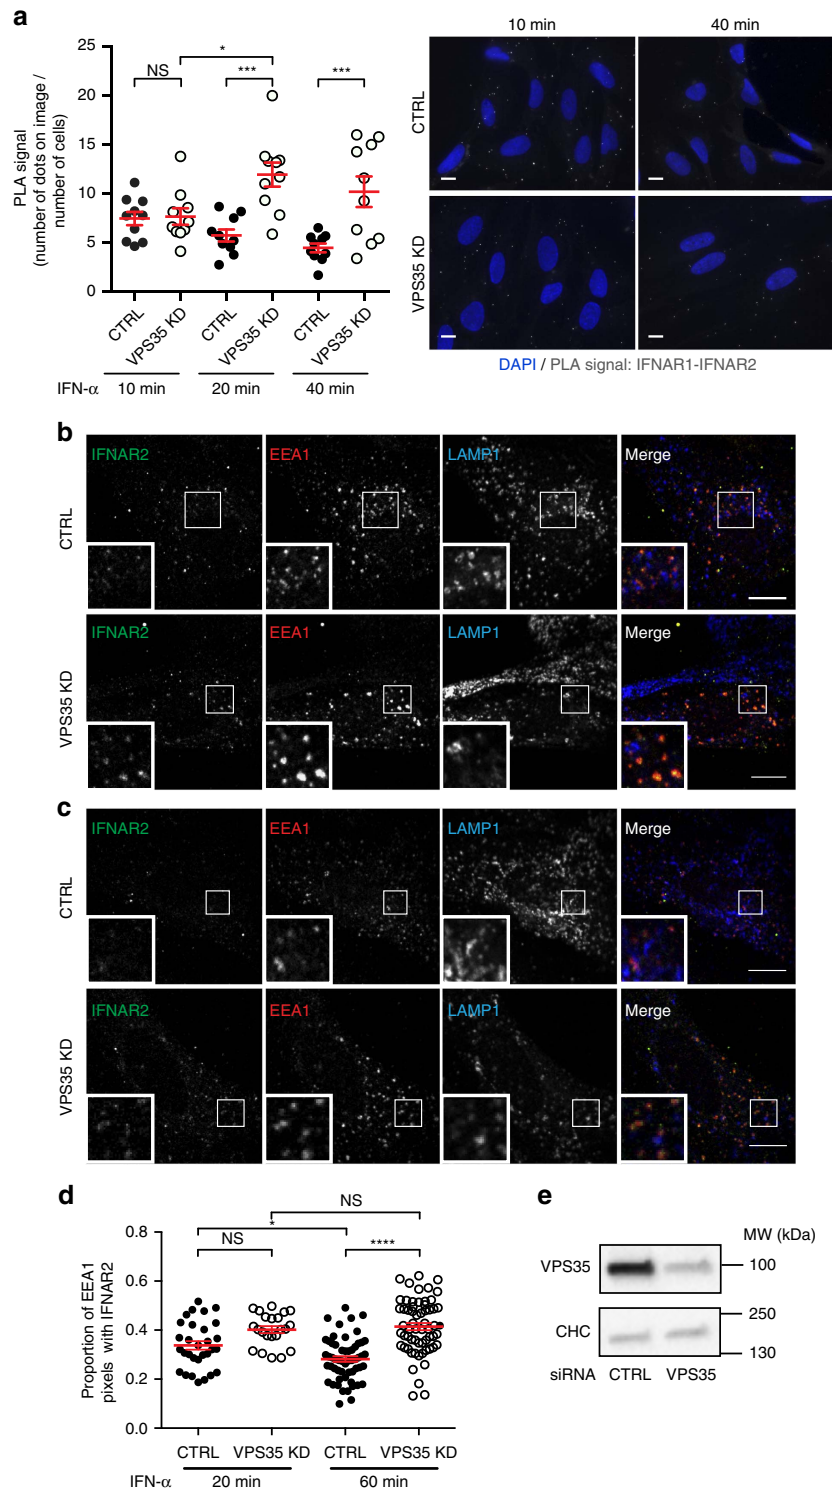 a
25
20
15
10
5
0
PLA signal
(number of dots on image /
number of cells)
NS
*
***
***
CTRL
VPS35 KD
CTRL
VPS35 KD
CTRL
VPS35 KD
IFN-α
10 min
20 min
40 min
10 min
40 min
CTRL
VPS35 KD
DAPI / PLA signal: IFNAR1-IFNAR2
b
CTRL
IFNAR2
EEA1
LAMP1
Merge
VPS35 KD
IFNAR2
EEA1
LAMP1
Merge
c
CTRL
IFNAR2
EEA1
LAMP1
Merge
VPS35 KD
IFNAR2
EEA1
LAMP1
Merge
d
NS
*
NS
****
0.8
0.6
0.4
0.2
0.0
Proportion of EEA1
pixels with IFNAR2
CTRL
VPS35 KD
CTRL
VPS35 KD
IFN-α
20 min
60 min
e
MW (kDa)
VPS35
100
CHC
250
130
siRNA
CTRL
VPS35